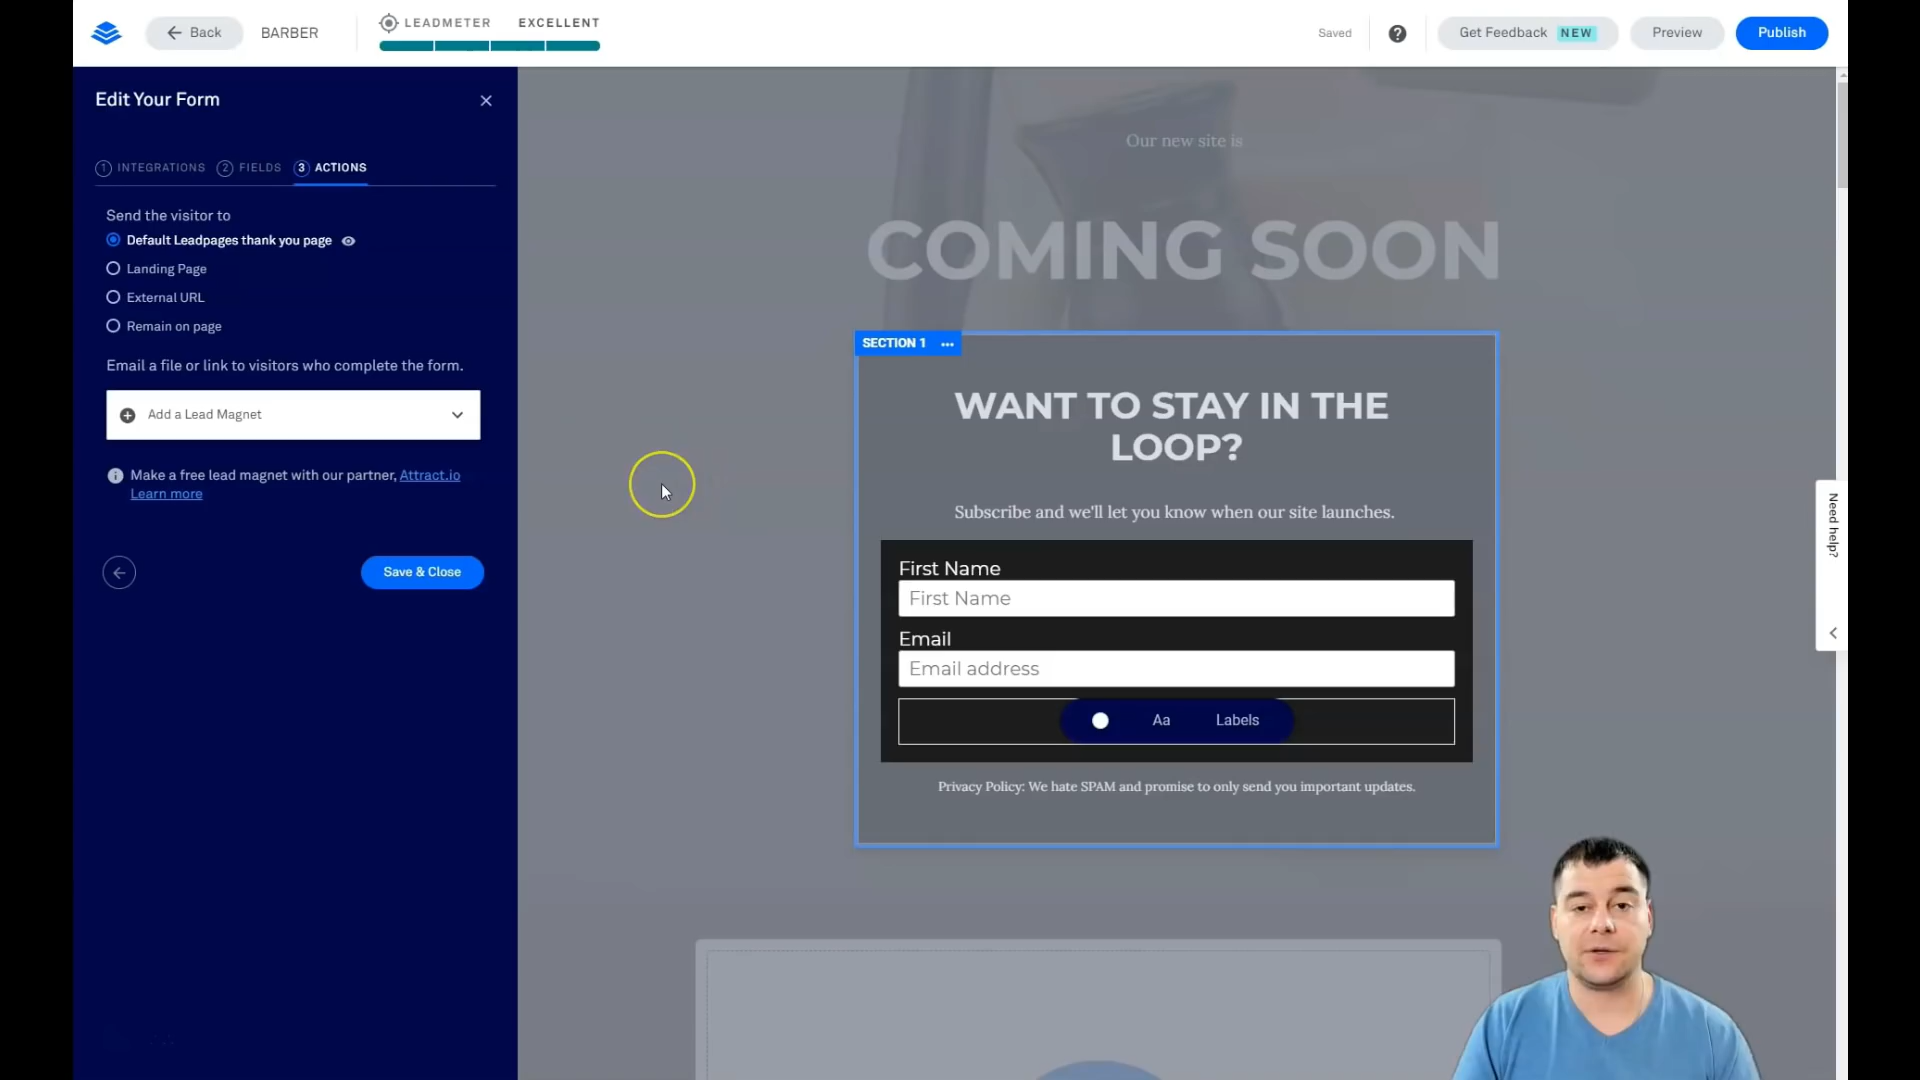 Back
BARBER
LEADMETER EXCELLENT
Saved
?
Get Feedback NEW
Preview
Publish
Edit Your Form
1 INTEGRATIONS 2 FIELDS 3 ACTIONS
Send the visitor to
Default Leadpages thank you page
Landing Page
External URL
Remain on page
Email a file or link to visitors who complete the form.
Add a Lead Magnet
Make a free lead magnet with our partner, Attract.io
Learn more
Save & Close
Our new site is
COMING SOON
SECTION 1 ...
WANT TO STAY IN THE
LOOP?
Subscribe and we'll let you know when our site launches.
First Name
First Name
Email
Email address
Aa Labels
Privacy Policy: We hate SPAM and promise to only send you important updates.
Need help?